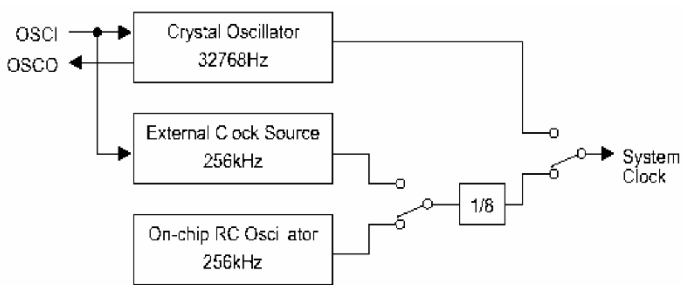 OSCI
OSCO
Crystal Oscillator
32768Hz
External Clock Source
256kHz
On-chip RC Oscillator
256kHz
1/8
System
Clock